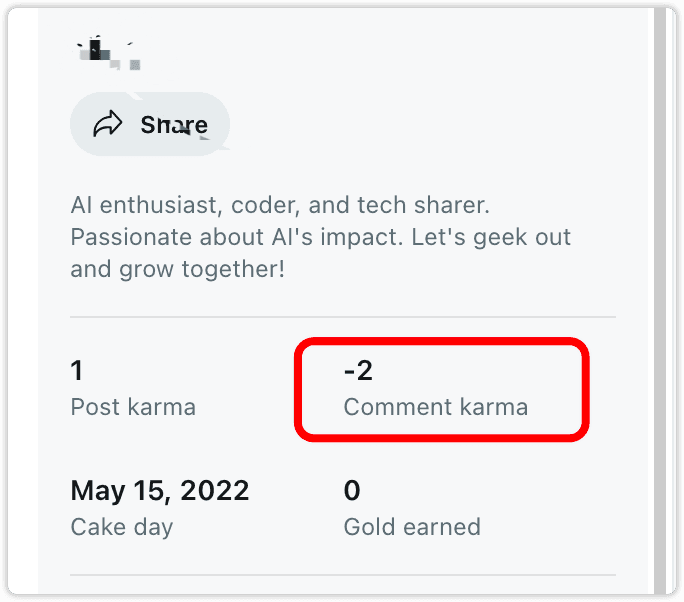 Share
AI enthusiast, coder, and tech sharer.
Passionate about AI's impact. Let's geek out
and grow together!
1
-2
Post karma
Comment karma
May 15, 2022
0
Cake day
Gold earned